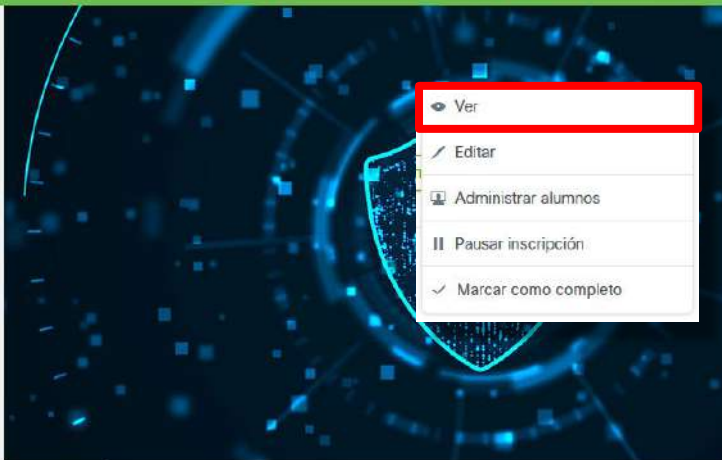 Ver
Editar
Administrar alumnos
Pausar inscripción
Marcar como completo